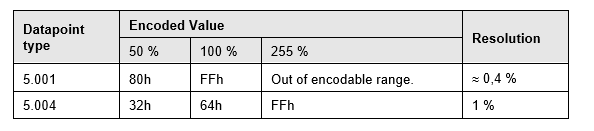 Datapoint type Encoded Value Resolution
50 % 100 % 255 %
5.001 80h FFh Out of encodable range. ≈ 0,4 %
5.004 32h 64h FFh 1 %